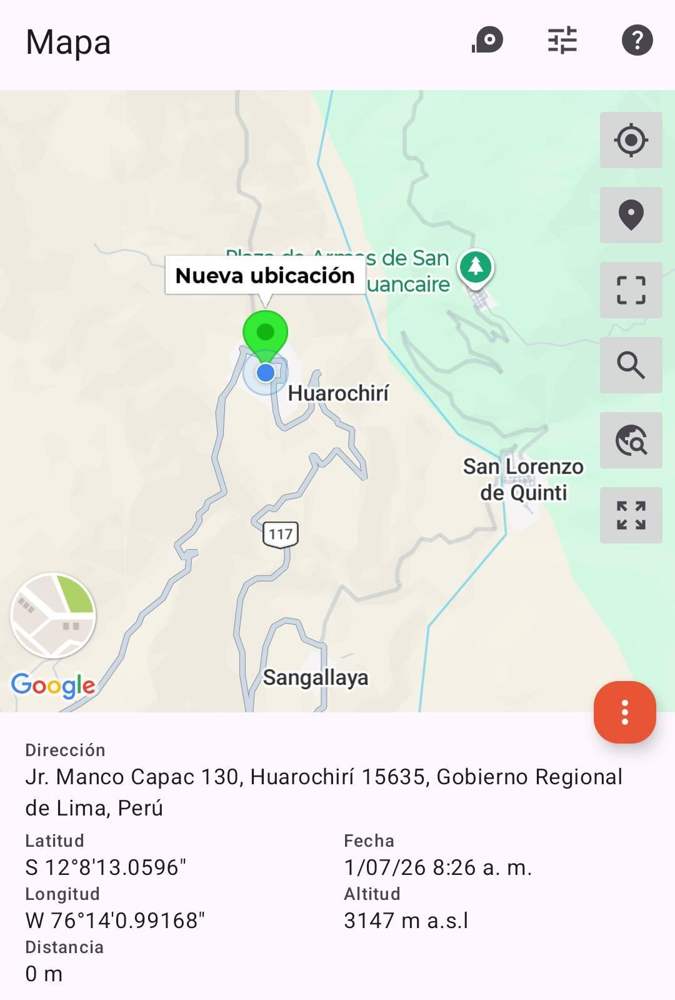 Mapa
s de San
Nueva ubicación
uancaire
Huarochirí
San Lorenzo
de Quinti
117
Sangallaya
Google
Dirección
Jr. Manco Capac 130, Huarochirí 15635, Gobierno Regional
de Lima, Perú
Latitud
S 12°8'13.0596"
Fecha
1/07/26 8:26 a. m.
Longitud
W 76°14'0.99168"
Altitud
3147 m a.s.l
Distancia
0 m